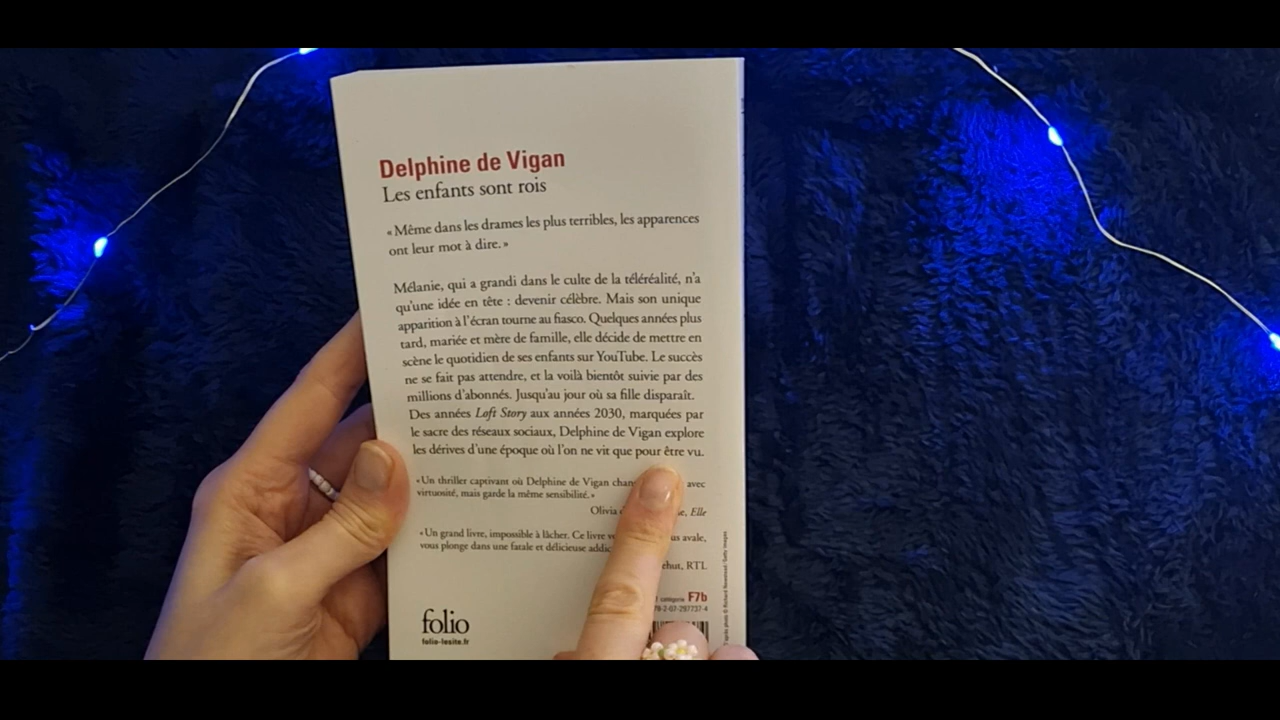 Delphine de Vigan
Les enfants sont rois
« Même dans les drames les plus terribles, les apparences
ont leur mot à dire. »
Mélanie, qui a grandi dans le culte de la téléréalité, n'a
qu'une idée en tête : devenir célèbre. Mais son unique
apparition à l'écran tourne au fiasco. Quelques années plus
tard, mariée et mère de famille, elle décide de mettre en
scène le quotidien de ses enfants sur YouTube. Le succès
ne se fait pas attendre, et la voilà bientôt suivie par des
millions d'abonnés. Jusqu'au jour où sa fille disparaît.
Des années Loft Story aux années 2030, marquées par
le sacre des réseaux sociaux, Delphine de Vigan explore
les dérives d'une époque où l'on ne vit que pour être vu.
« Un thriller captivant où Delphine de Vigan avec
virtuosité, mais garde la même sensibilité. »
Olivia Elle
« Un grand livre, impossible à lâcher. Ce livre avale,
vous plonge dans une fatale et délicieuse
RTL
catégorie F7b
78-2-07-297737-4
folio
folio-lesite.fr